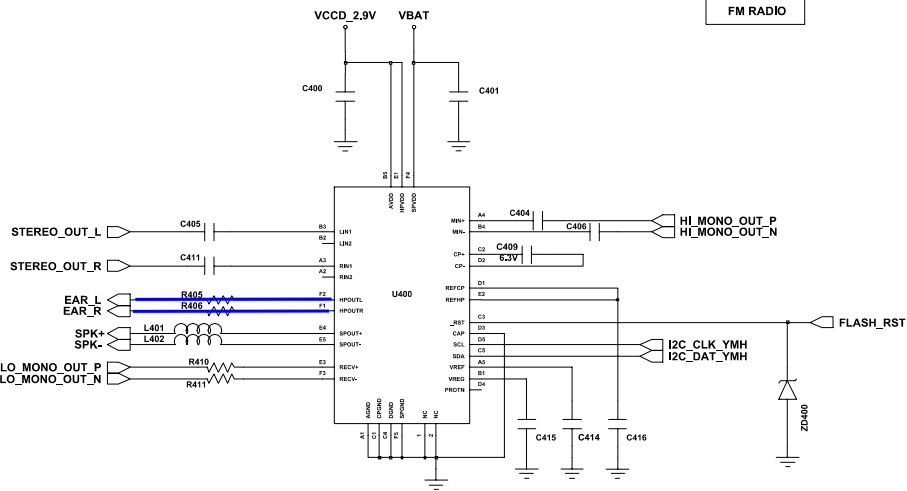 FM RADIO
VCCD_2.9V VBAT
C400 C401
B5 E1 F4
AVDD HPVDD SPVDD
STEREO_OUT_L C405 B3 LIN1
B2 LIN2
STEREO_OUT_R C411 A3 RIN1
A2 RIN2
U400
EAR_L R405 F2 HPOUTL
EAR_R R406 F1 HPOUTR
SPK+ L401 E4 SPOUT+
SPK- L402 E5 SPOUT-
LO_MONO_OUT_P R410 E3 RECV+
LO_MONO_OUT_N R411 F3 RECV-
MIN+ A4 C404 HI_MONO_OUT_P
MIN- B4 C406 HI_MONO_OUT_N
CP+ C2 C409
CP- D2 6.3V
REFCP D1
REFHP E2
_RST C3 FLASH_RST
CAP D3
SCL D5 I2C_CLK_YMH
SDA C5 I2C_DAT_YMH
VREF A5
VREG B1
PROTN D4
AGND CPGND DGND SPGND NC NC
A1 C1 C4 F5 1 2
C415 C414 C416
ZD400